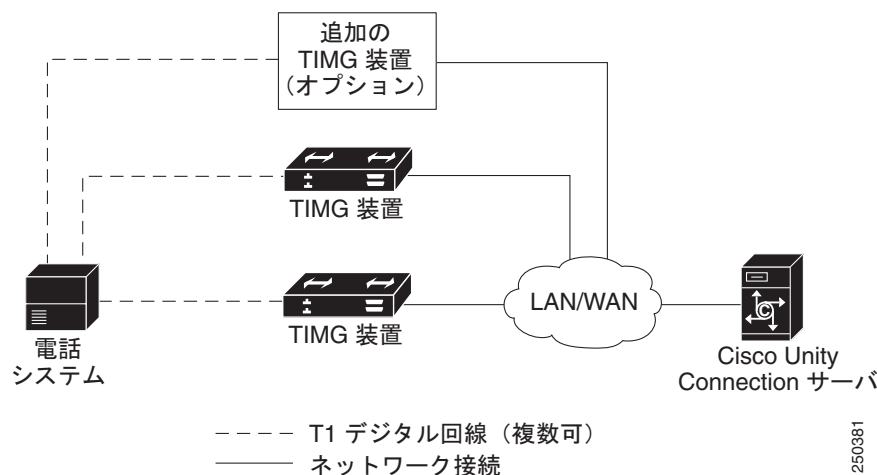 追加の
TIMG 装置
（オプション）
TIMG 装置
TIMG 装置
LAN/WAN
電話
システム
Cisco Unity
Connection サーバ
T1 デジタル回線（複数可）
ネットワーク接続
250381